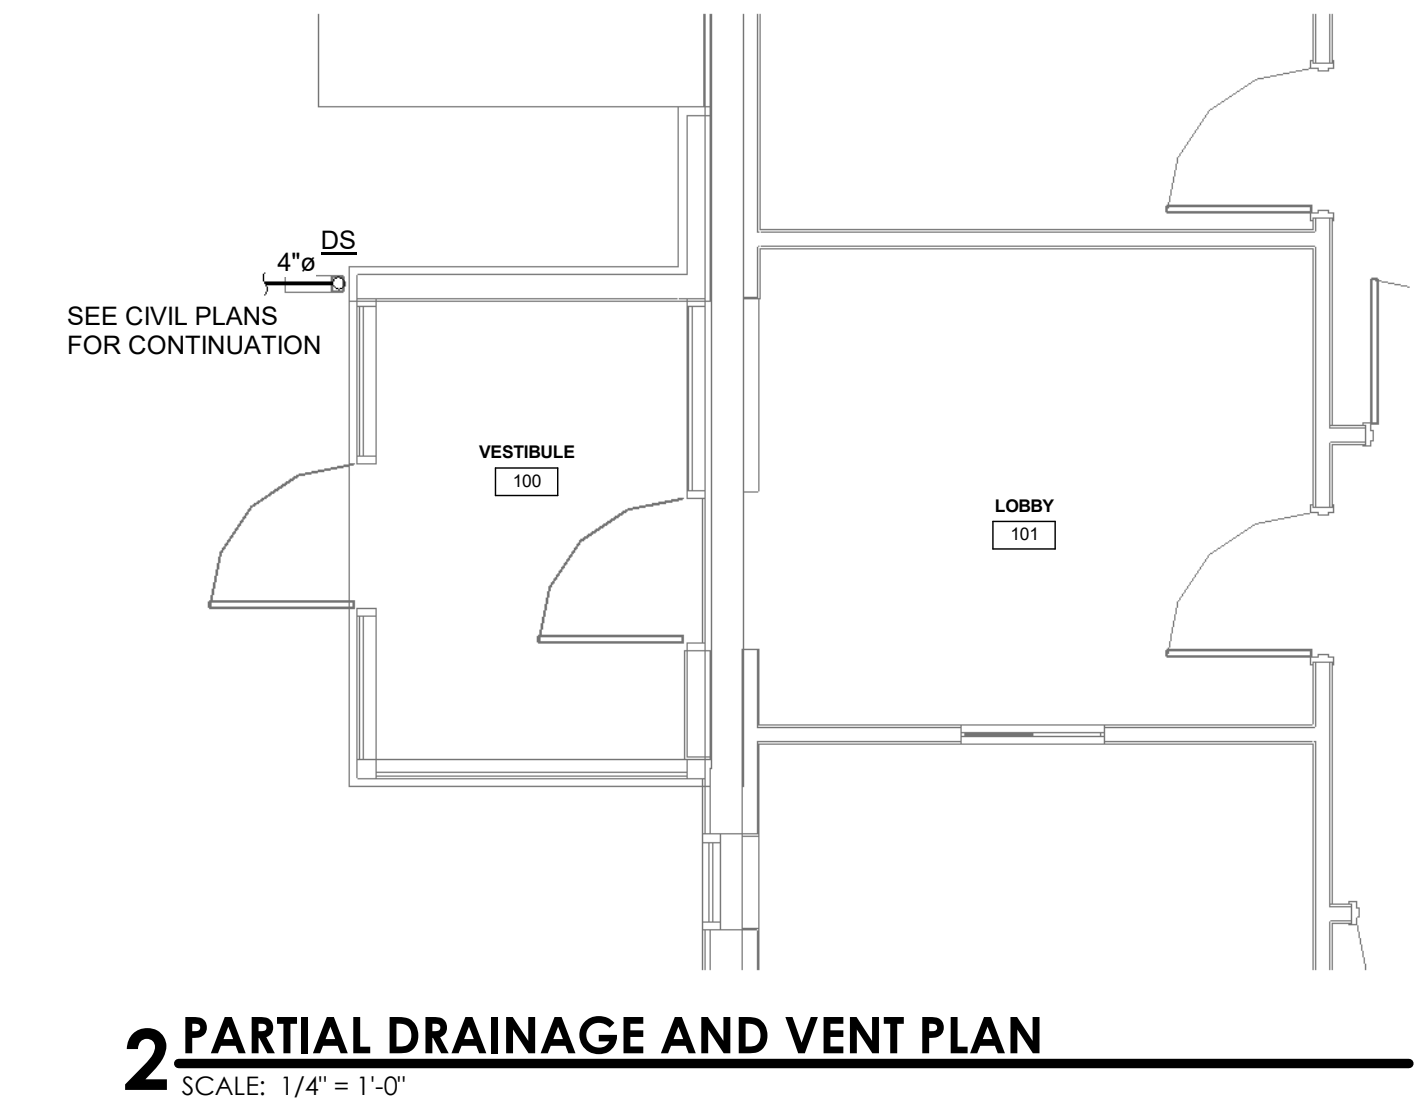 DS
4"ø
SEE CIVIL PLANS
FOR CONTINUATION
VESTIBULE
100
LOBBY
101
2 PARTIAL DRAINAGE AND VENT PLAN
SCALE: 1/4" = 1'-0"